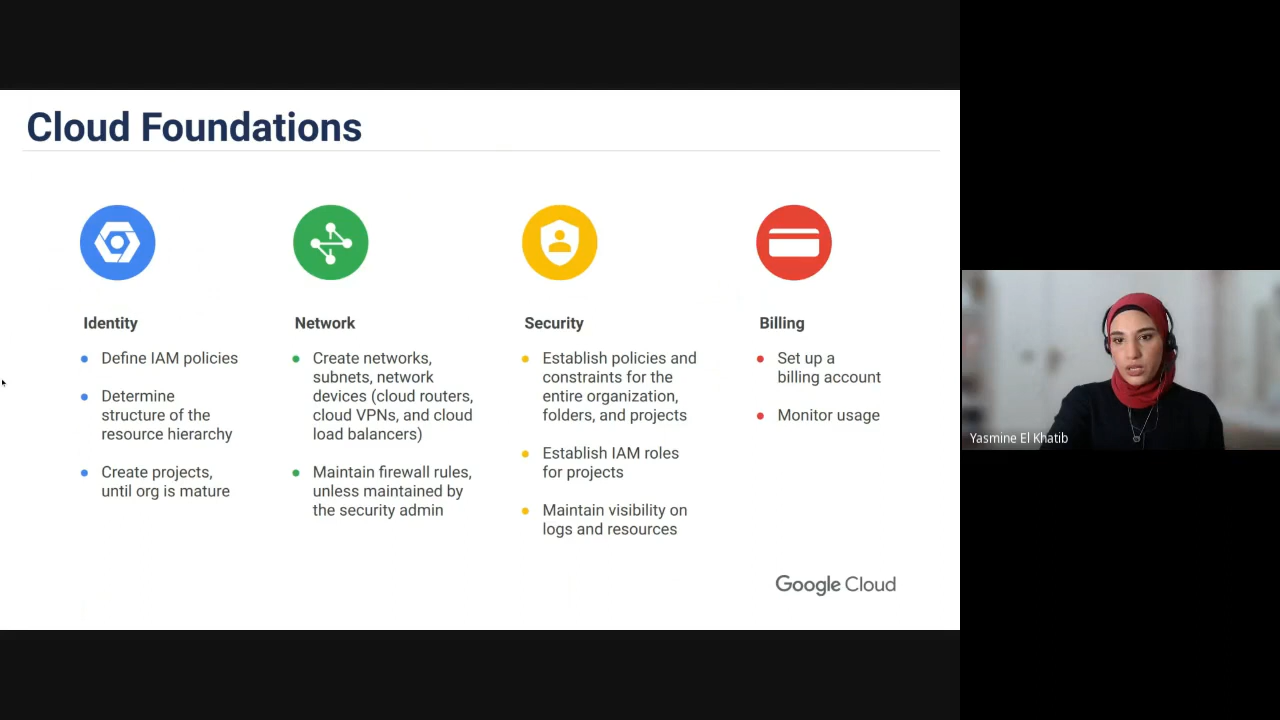 Cloud Foundations
Identity
Define IAM policies
Determine
structure of the
resource hierarchy
Create projects,
until org is mature
Network
Create networks,
subnets, network
devices (cloud routers,
cloud VPNs, and cloud
load balancers)
Maintain firewall rules,
unless maintained by
the security admin
Security
Establish policies and
constraints for the
entire organization,
folders, and projects
Establish IAM roles
for projects
Maintain visibility on
logs and resources
Billing
Set up a
billing account
Monitor usage
Google Cloud
Yasmine El Khatib